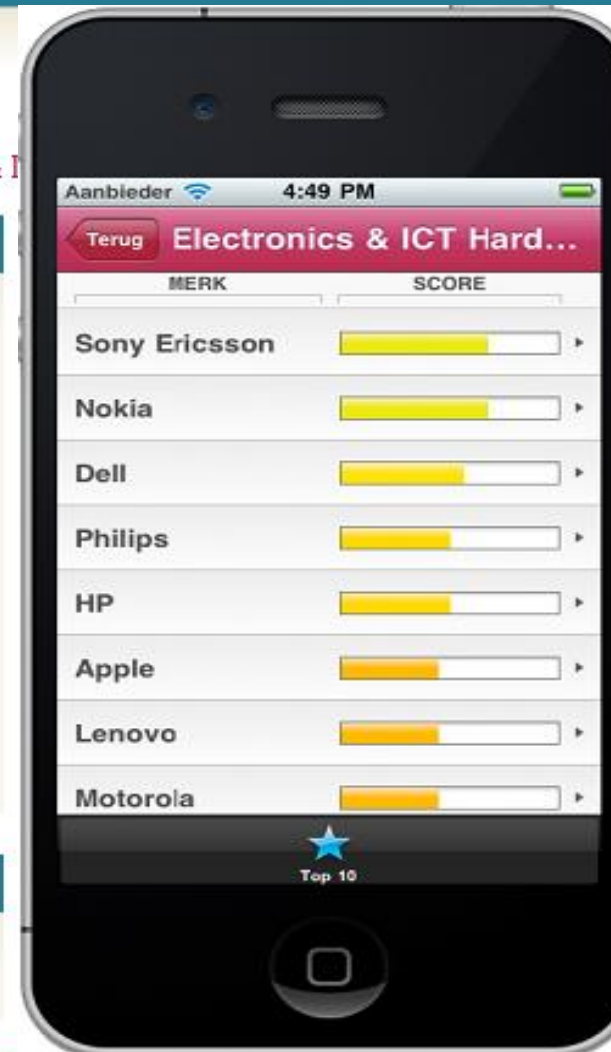 Aanbieder 4:49 PM
Terug Electronics & ICT Hard...
MERK SCORE
Sony Ericsson
Nokia
Dell
Philips
HP
Apple
Lenovo
Motorola
Top 10